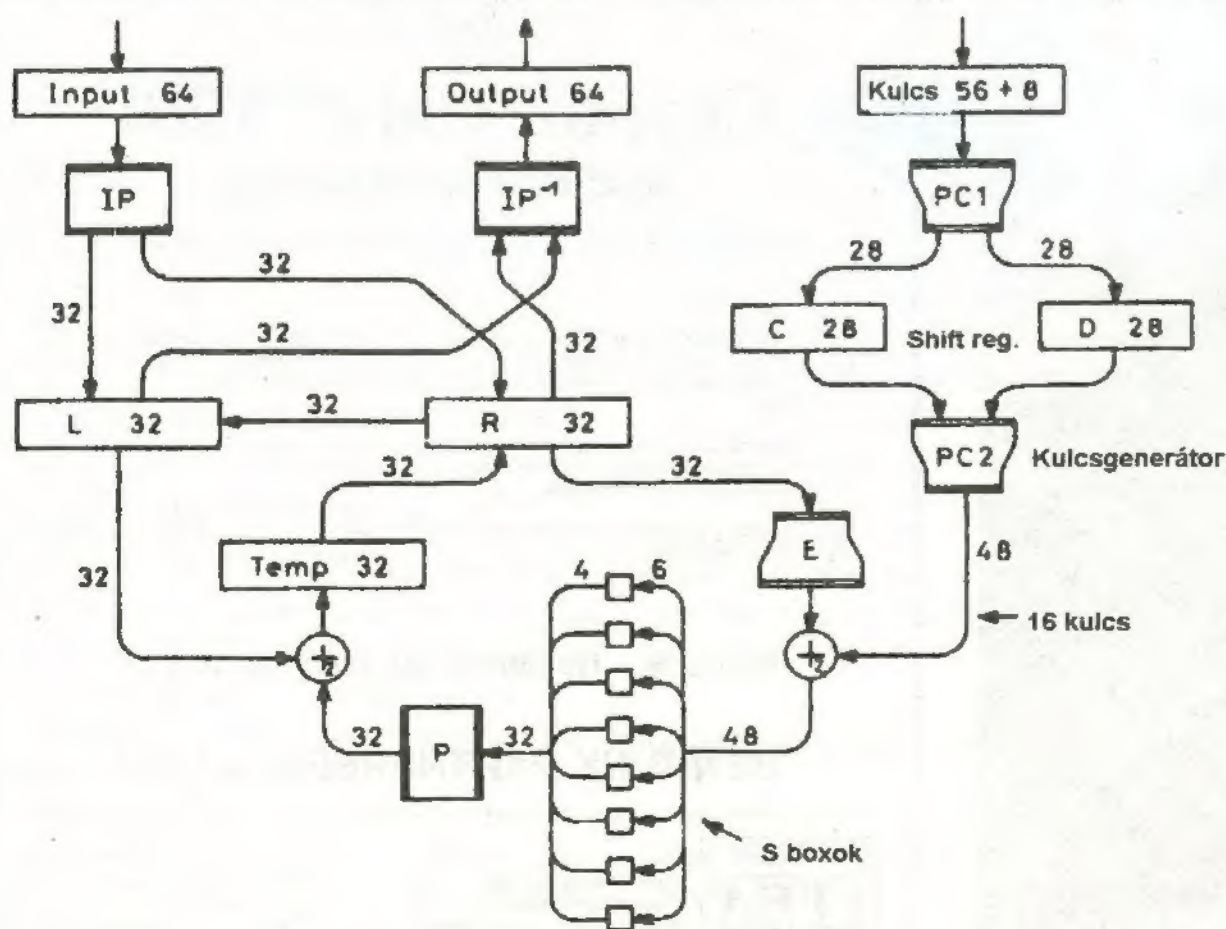 Input 64
Output 64
Kulcs 56 + 8
IP
IP⁻¹
PC1
32
28
28
32
32
32
C 28
Shift reg.
D 28
L 32
32
R 32
PC2
Kulcsgenerátor
32
32
Temp 32
E
48
32
4
6
16 kulcs
+2
+2
32
P
32
48
S boxok